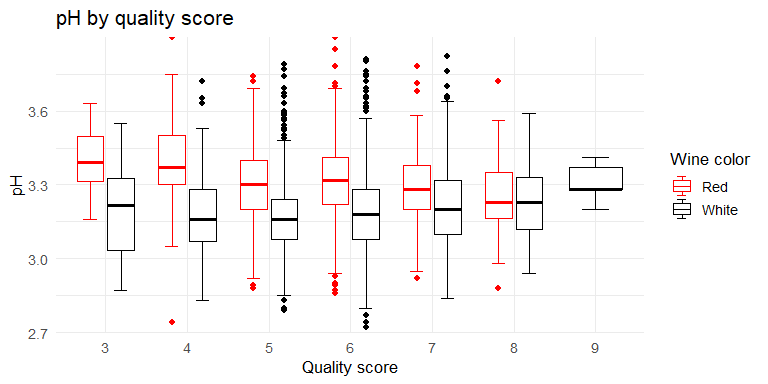 pH by quality score
3.6
3.3
3.0
2.7
pH
3 4 5 6 7 8 9
Quality score
Wine color
Red
White